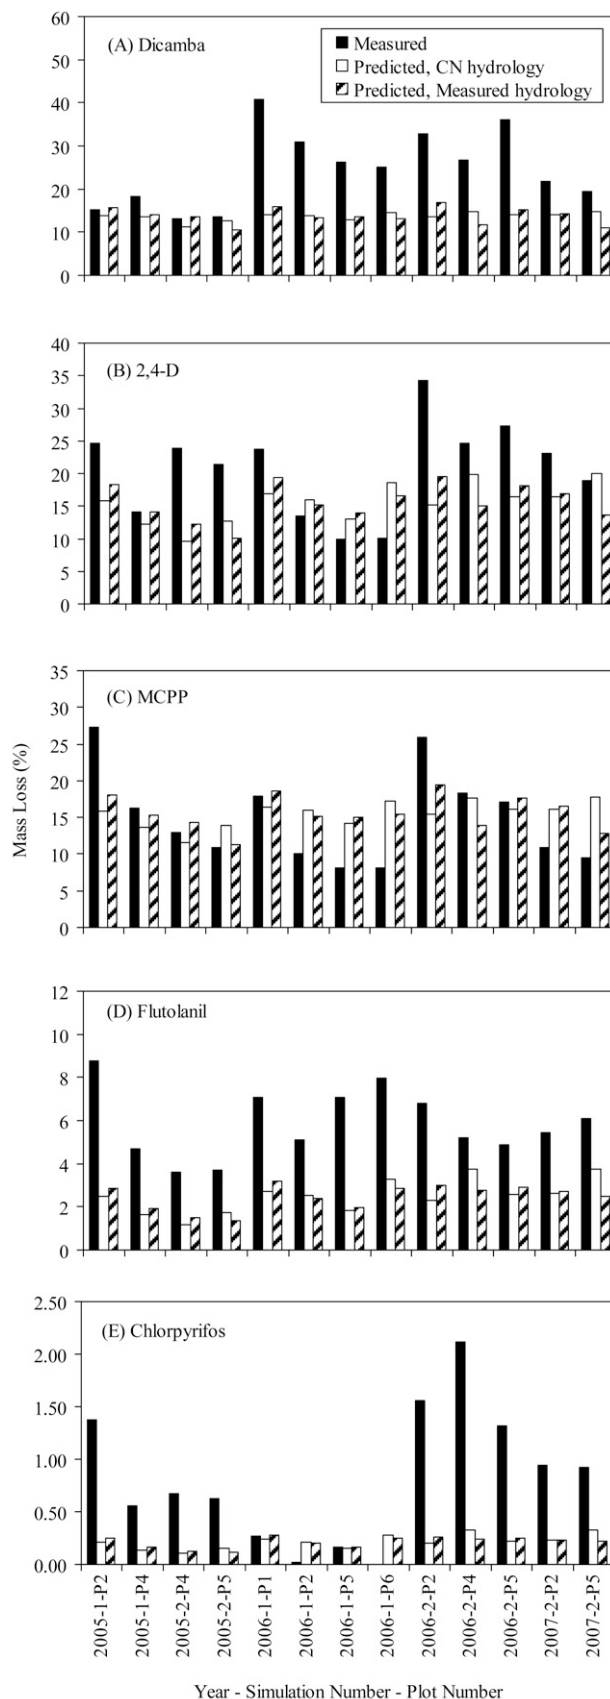 60
50
40
30
20
10
0
(A) Dicamba
Measured
Predicted, CN hydrology
Predicted, Measured hydrology
40
35
30
25
20
15
10
5
0
(B) 2,4-D
35
30
25
20
15
10
5
0
(C) MCPP
Mass Loss (%)
12
10
8
6
4
2
0
(D) Flutolanil
2.50
2.00
1.50
1.00
0.50
0.00
(E) Chlorpyrifos
2005-1-P2
2005-1-P4
2005-2-P4
2005-2-P5
2006-1-P1
2006-1-P2
2006-1-P5
2006-1-P6
2006-2-P2
2006-2-P4
2006-2-P5
2007-2-P2
2007-2-P5
Year - Simulation Number - Plot Number